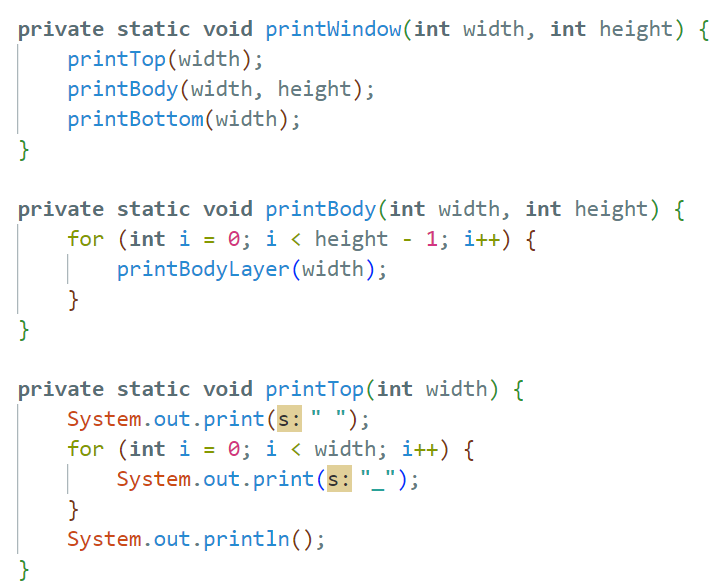 private static void printWindow(int width, int height) {
    printTop(width);
    printBody(width, height);
    printBottom(width);
}

private static void printBody(int width, int height) {
    for (int i = 0; i < height - 1; i++) {
        printBodyLayer(width);
    }
}

private static void printTop(int width) {
    System.out.print(s: " ");
    for (int i = 0; i < width; i++) {
        System.out.print(s: "_");
    }
    System.out.println();
}